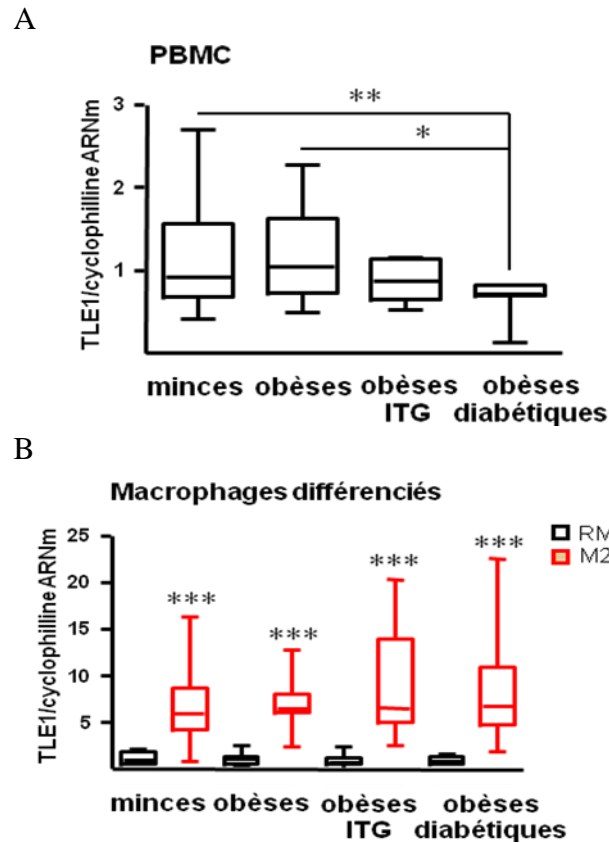 A
PBMC
TLE1/cyclophilline ARNm
3
2
1
**
*
minces
obèses
obèses ITG
obèses diabétiques
B
Macrophages différenciés
TLE1/cyclophilline ARNm
25
20
15
10
5
***
***
***
***
RM
M2
minces
obèses
obèses ITG
obèses diabétiques